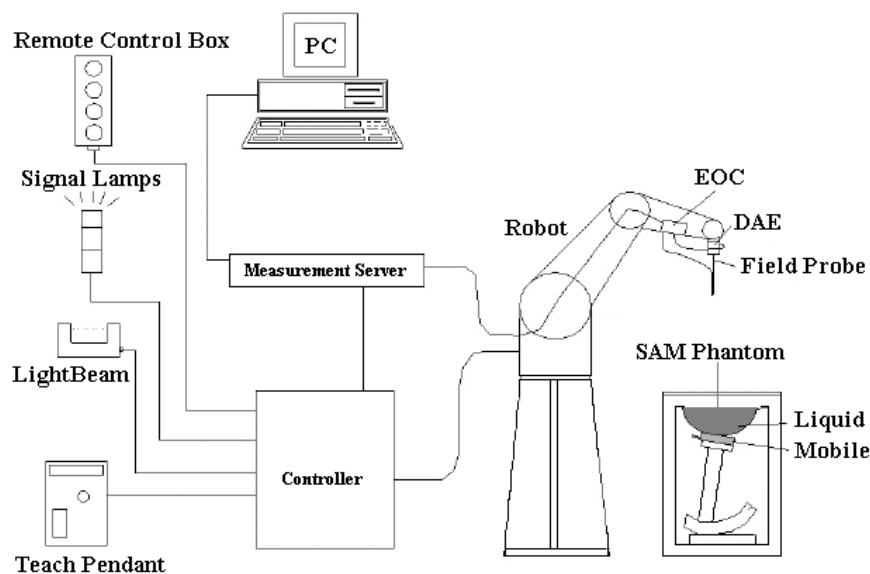 Remote Control Box
PC
Signal Lamps
EOC
DAE
Robot
Field Probe
Measurement Server
SAM Phantom
LightBeam
Liquid
Mobile
Controller
Teach Pendant